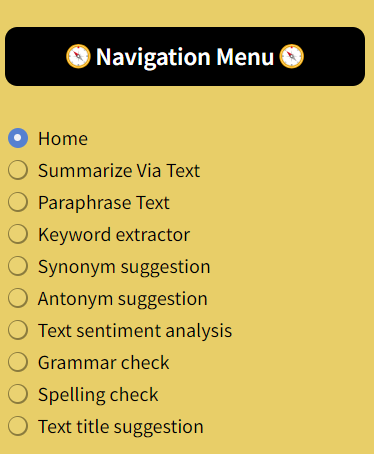 🧭 Navigation Menu 🧭
Home
Summarize Via Text
Paraphrase Text
Keyword extractor
Synonym suggestion
Antonym suggestion
Text sentiment analysis
Grammar check
Spelling check
Text title suggestion